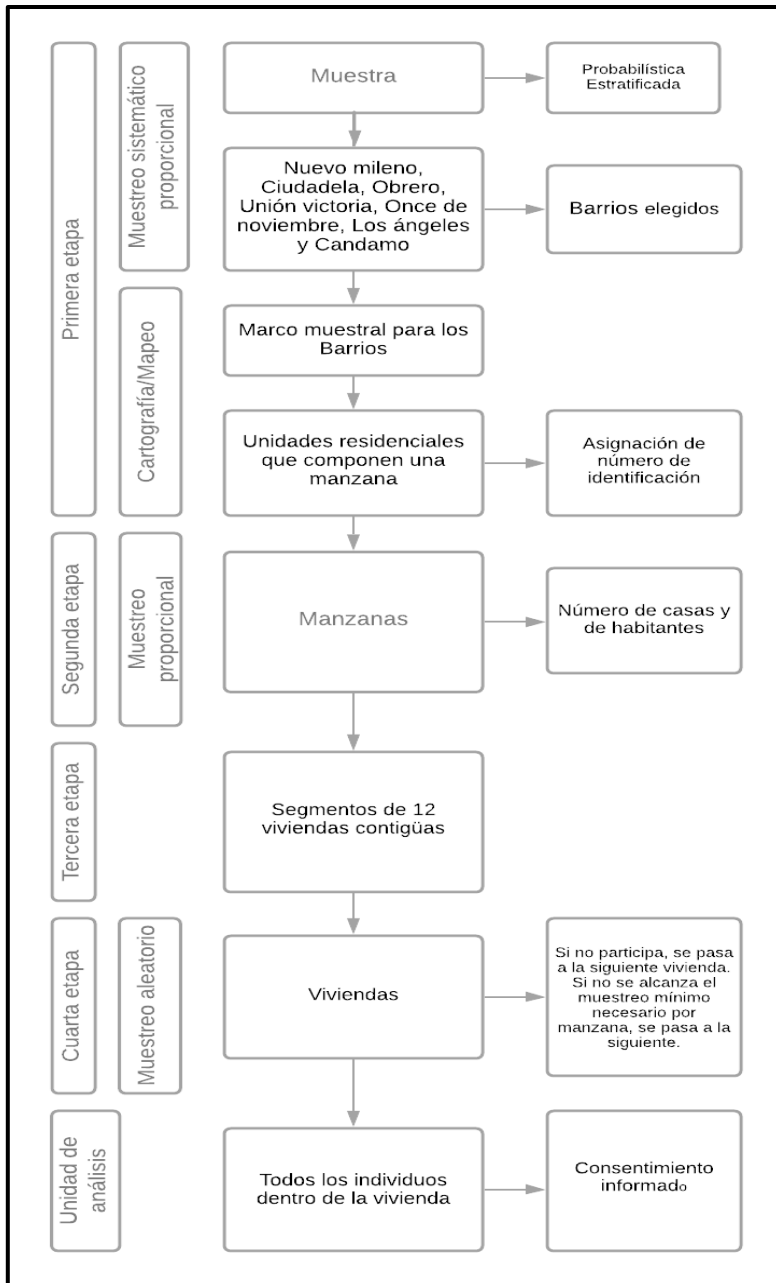 Primera etapa
Muestreo sistemático
proporcional
Muestra
Probabilística
Estratificada
Nuevo mileno,
Ciudadela, Obrero,
Unión victoria, Once de
noviembre, Los ángeles
y Candamo
Barrios elegidos
Cartografía/Mapeo
Marco muestral para los
Barrios
Unidades residenciales
que componen una
manzana
Asignación de
número de
identificación
Segunda etapa
Muestreo
proporcional
Manzanas
Número de casas y
de habitantes
Tercera etapa
Segmentos de 12
viviendas contigüas
Cuarta etapa
Muestreo aleatorio
Viviendas
Si no participa, se pasa
a la siguiente vivienda.
Si no se alcanza el
muestreo mínimo
necesario por
manzana, se pasa a la
siguiente.
Unidad de
análisis
Todos los individuos
dentro de la vivienda
Consentimiento
informado